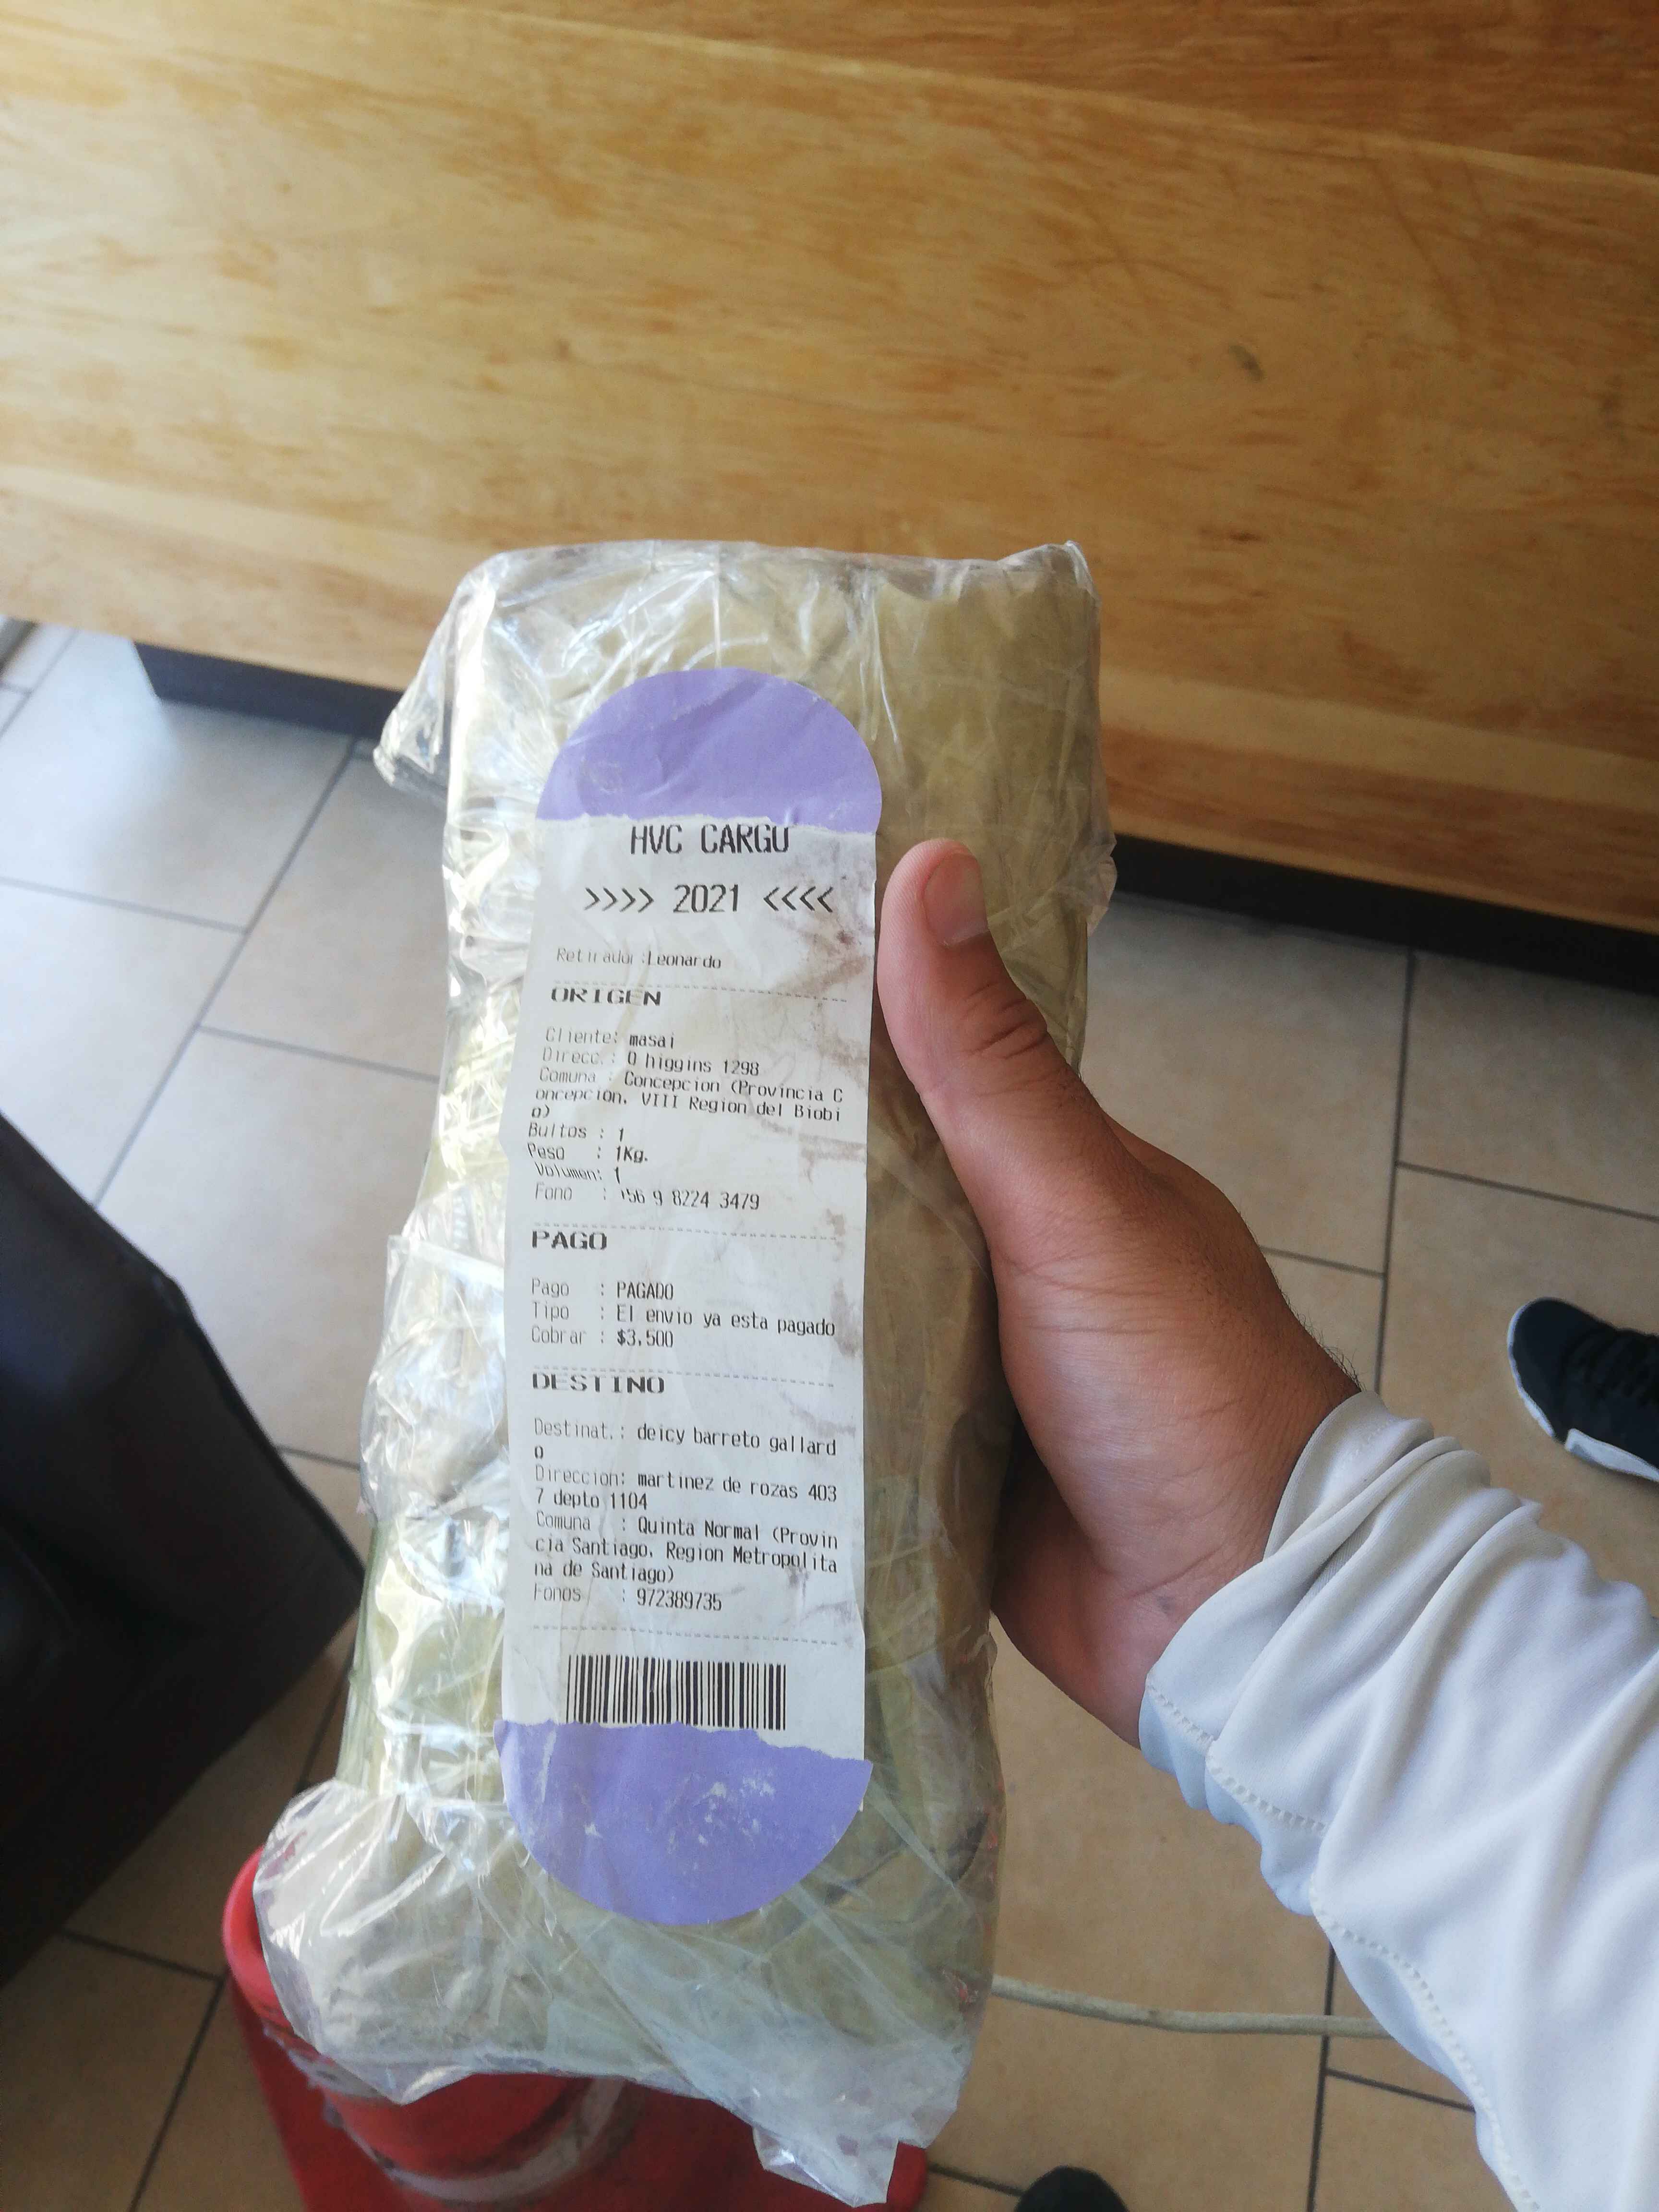 HVC CARGO
>>>> 2021 <<<<
Retirador :Leonardo
ORIGEN
Cliente: masai
Direcc.: O higgins 1298
Comuna : Concepcion (Provincia C
oncepcion, VIII Region del Biobi
o)
Bultos : 1
Peso : 1Kg.
Volumen: 1
Fono : +56 9 8224 3479
PAGO
Pago : PAGADO
Tipo : El envio ya esta pagado
Cobrar : $3,500
DESTINO
Destinat.: deicy barreto gallard
o
Direccion: martinez de rozas 403
7 depto 1104
Comuna : Quinta Normal (Provin
cia Santiago, Region Metropolita
na de Santiago)
Fonos : 972389735